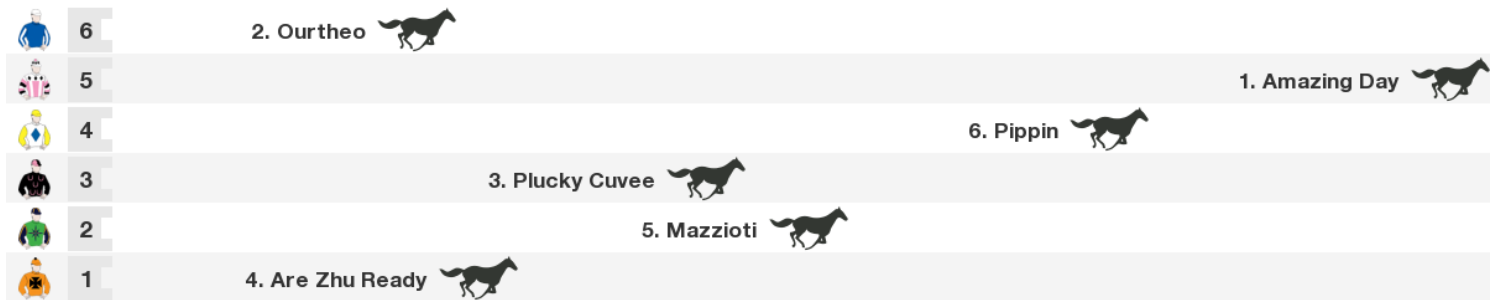 6 2. Ourtheo
5 1. Amazing Day
4 6. Pippin
3 3. Plucky Cuvee
2 5. Mazzioti
1 4. Are Zhu Ready